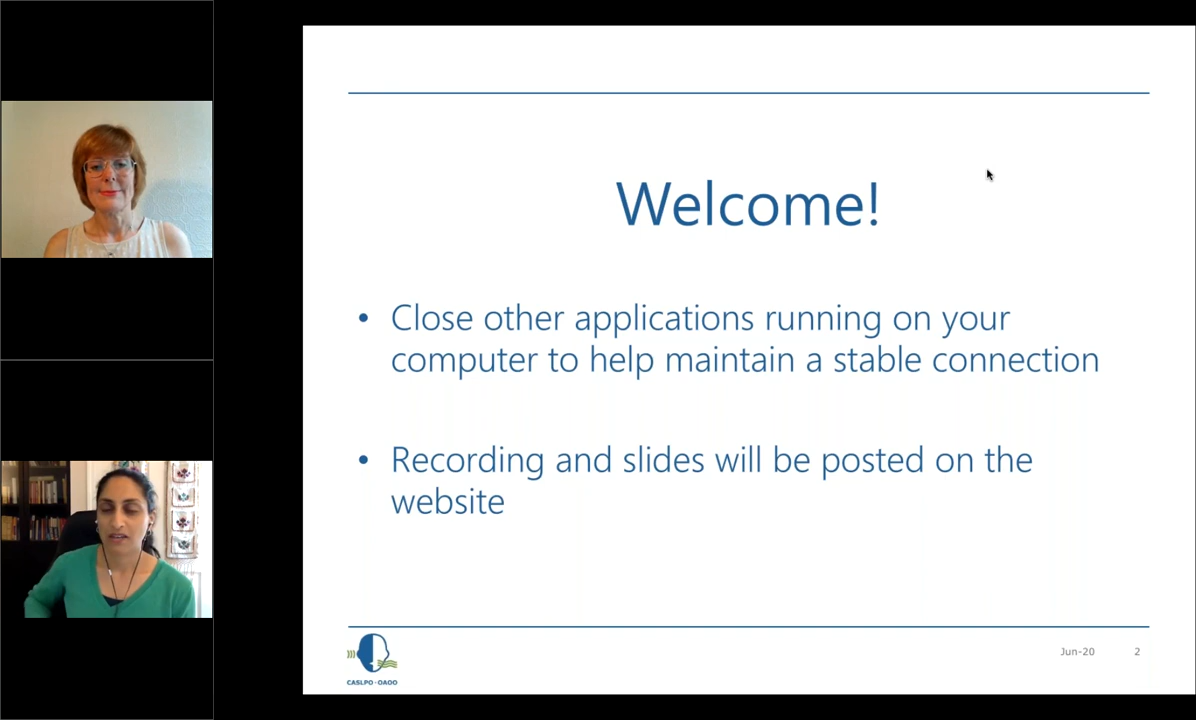 Welcome!
• Close other applications running on your
computer to help maintain a stable connection
• Recording and slides will be posted on the
website
CASLPO·OAOO
Jun-20 2